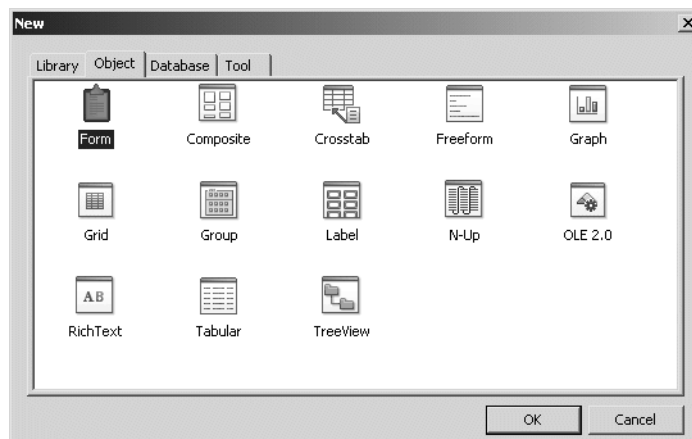 New
Library Object Database Tool
Form Composite Crosstab Freeform Graph
Grid Group Label N-Up OLE 2.0
AB
RichText Tabular TreeView
OK Cancel